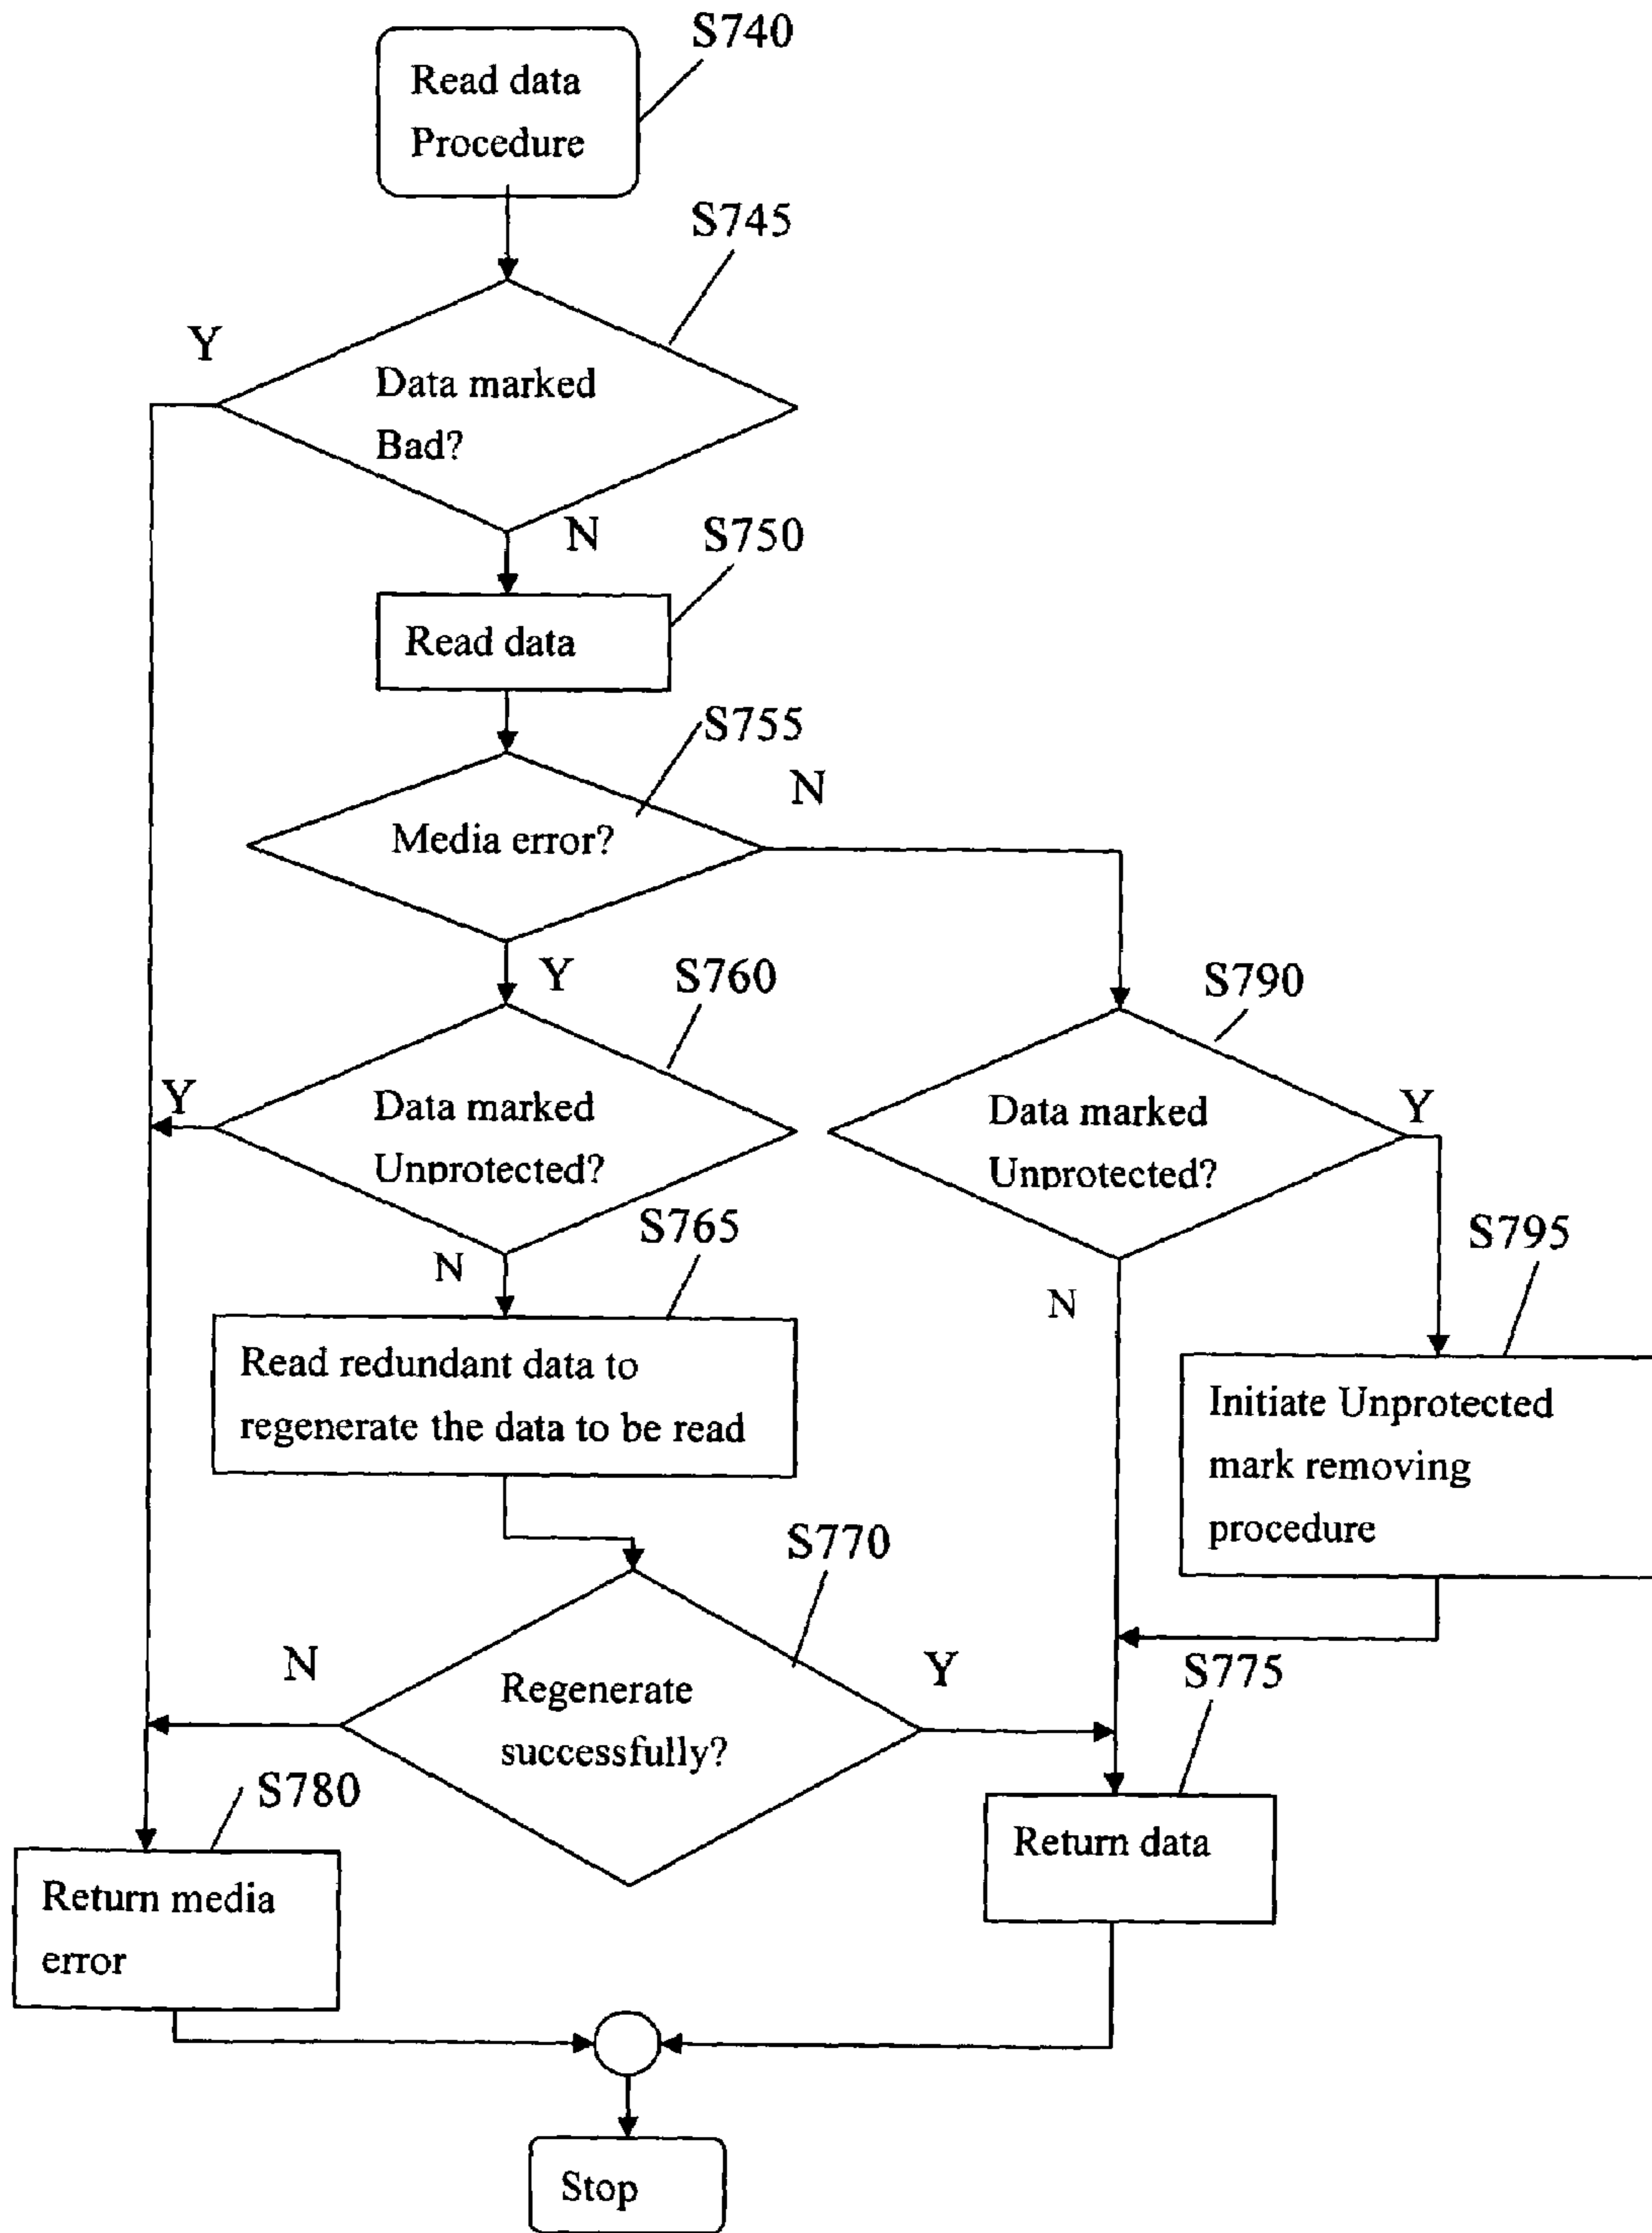 S740
Read data
Procedure
S745
Y
Data marked
Bad?
N
S750
Read data
S755
N
Media error?
Y
S760
S790
Y
Data marked
Unprotected?
Data marked
Unprotected?
Y
N
S765
S795
N
Read redundant data to
regenerate the data to be read
Initiate Unprotected
mark removing
procedure
S770
N
Y
S775
Regenerate
successfully?
S780
Return data
Return media
error
Stop